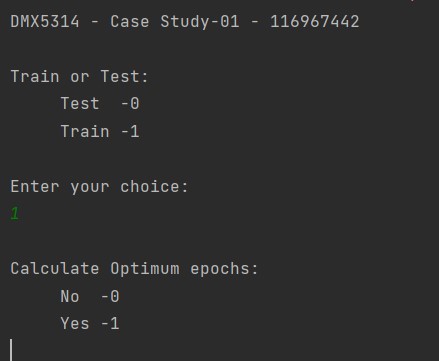 DMX5314 - Case Study-01 - 116967442
Train or Test:
Test -0
Train -1
Enter your choice:
1
Calculate Optimum epochs:
No -0
Yes -1